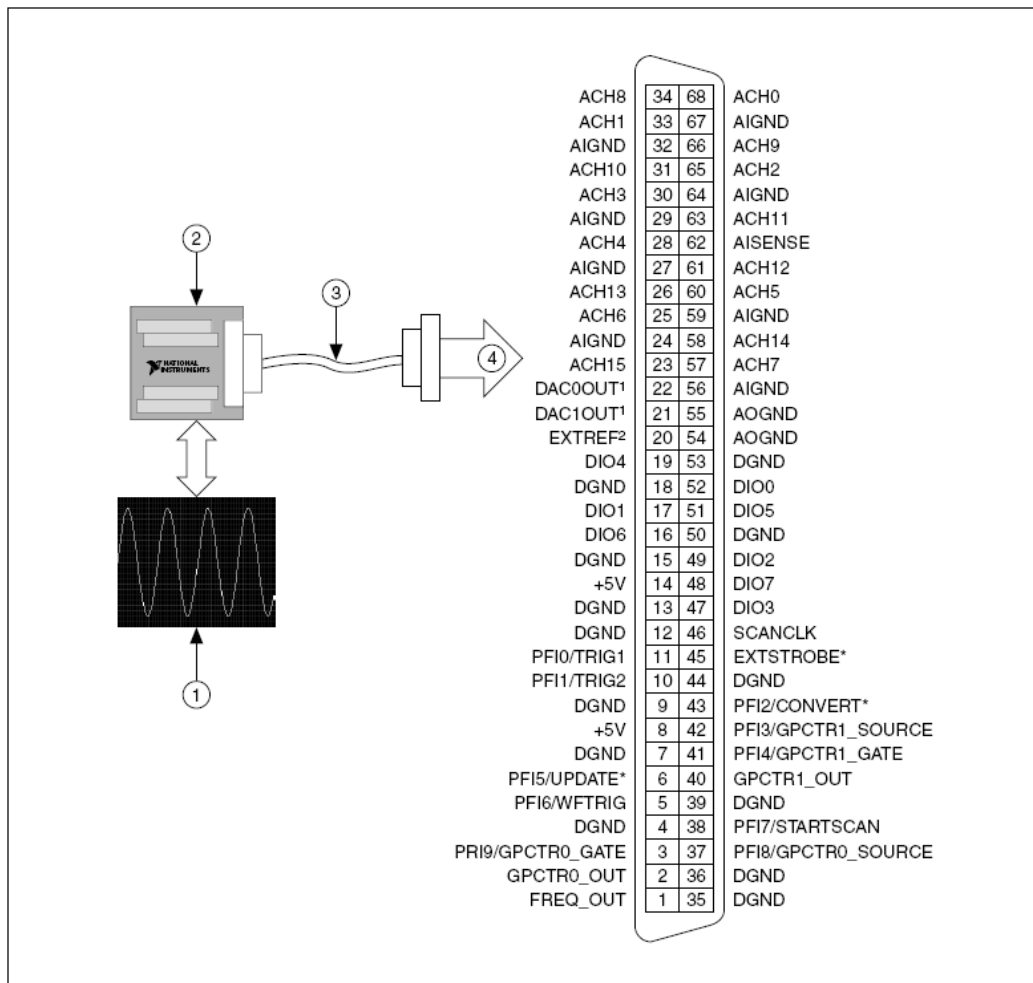 ACH8 34 68 ACH0
ACH1 33 67 AIGND
AIGND 32 66 ACH9
ACH10 31 65 ACH2
ACH3 30 64 AIGND
AIGND 29 63 ACH11
ACH4 28 62 AISENSE
AIGND 27 61 ACH12
ACH13 26 60 ACH5
ACH6 25 59 AIGND
AIGND 24 58 ACH14
ACH15 23 57 ACH7
DAC0OUT¹ 22 56 AIGND
DAC1OUT¹ 21 55 AOGND
EXTREF² 20 54 AOGND
DIO4 19 53 DGND
DGND 18 52 DIO0
DIO1 17 51 DIO5
DIO6 16 50 DGND
DGND 15 49 DIO2
+5V 14 48 DIO7
DGND 13 47 DIO3
DGND 12 46 SCANCLK
PFI0/TRIG1 11 45 EXTSTROBE*
PFI1/TRIG2 10 44 DGND
DGND 9 43 PFI2/CONVERT*
+5V 8 42 PFI3/GPCTR1_SOURCE
DGND 7 41 PFI4/GPCTR1_GATE
PFI5/UPDATE* 6 40 GPCTR1_OUT
PFI6/WFTRIG 5 39 DGND
DGND 4 38 PFI7/STARTSCAN
PRI9/GPCTR0_GATE 3 37 PFI8/GPCTR0_SOURCE
GPCTR0_OUT 2 36 DGND
FREQ_OUT 1 35 DGND
2
3
4
NATIONAL
INSTRUMENTS
1